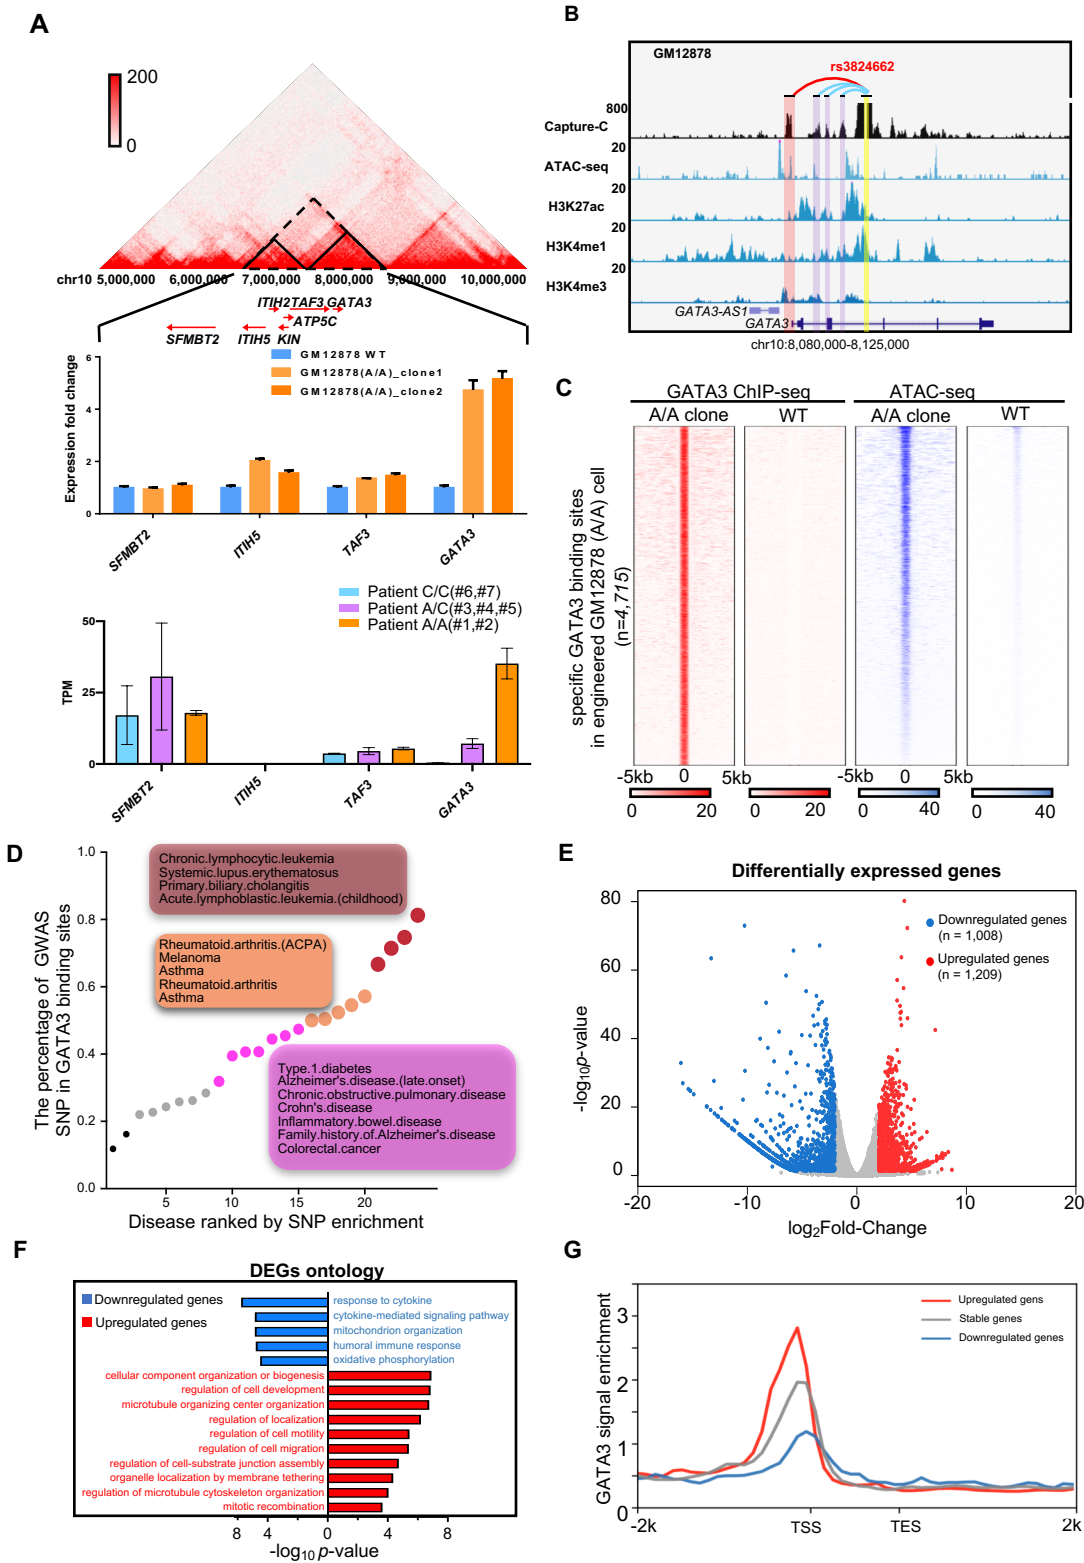 A
200
0
chr10 5,000,000 6,000,000 7,000,000 8,000,000 9,000,000 10,000,000
ITIH2 TAF3 GATA3
ATP5C
SFMBT2 ITIH5 KIN
GM12878 WT
GM12878(A/A)_clone1
GM12878(A/A)_clone2
Expression fold change
6
4
2
0
SFMBT2 ITIH5 TAF3 GATA3
Patient C/C(#6,#7)
Patient A/C(#3,#4,#5)
Patient A/A(#1,#2)
TPM
50
25
0
SFMBT2 ITIH5 TAF3 GATA3
B
GM12878
rs3824662
800
Capture-C
20
ATAC-seq
20
H3K27ac
20
H3K4me1
20
H3K4me3
GATA3-AS1
GATA3
chr10:8,080,000-8,125,000
C
GATA3 ChIP-seq ATAC-seq
A/A clone WT A/A clone WT
specific GATA3 binding sites
in engineered GM12878 (A/A) cell
(n=4,715)
-5kb 0 5kb -5kb 0 5kb
0 20 0 20 0 40 0 40
D
The percentage of GWAS
SNP in GATA3 binding sites
1.0
0.8
0.6
0.4
0.2
0.0
Chronic.lymphocytic.leukemia
Systemic.lupus.erythematosus
Primary.biliary.cholangitis
Acute.lymphoblastic.leukemia.(childhood)
Rheumatoid.arthritis.(ACPA)
Melanoma
Asthma
Rheumatoid.arthritis
Asthma
Type.1.diabetes
Alzheimer's.disease.(late.onset)
Chronic.obstructive.pulmonary.disease
Crohn's.disease
Inflammatory.bowel.disease
Family.history.of.Alzheimer's.disease
Colorectal.cancer
5 10 15 20
Disease ranked by SNP enrichment
E
Differentially expressed genes
Downregulated genes
(n = 1,008)
Upregulated genes
(n = 1,209)
-log10p-value
80
60
40
20
0
-20 -10 0 10 20
log2Fold-Change
F
DEGs ontology
Downregulated genes
Upregulated genes
response to cytokine
cytokine-mediated signaling pathway
mitochondrion organization
humoral immune response
oxidative phosphorylation
cellular component organization or biogenesis
regulation of cell development
microtubule organizing center organization
regulation of localization
regulation of cell motility
regulation of cell migration
regulation of cell-substrate junction assembly
organelle localization by membrane tethering
regulation of microtubule cytoskeleton organization
mitotic recombination
8 4 0 4 8
-log10 p-value
G
GATA3 signal enrichment
3
2
1
0
Upregulated gens
Stable genes
Downregulated genes
-2k TSS TES 2k